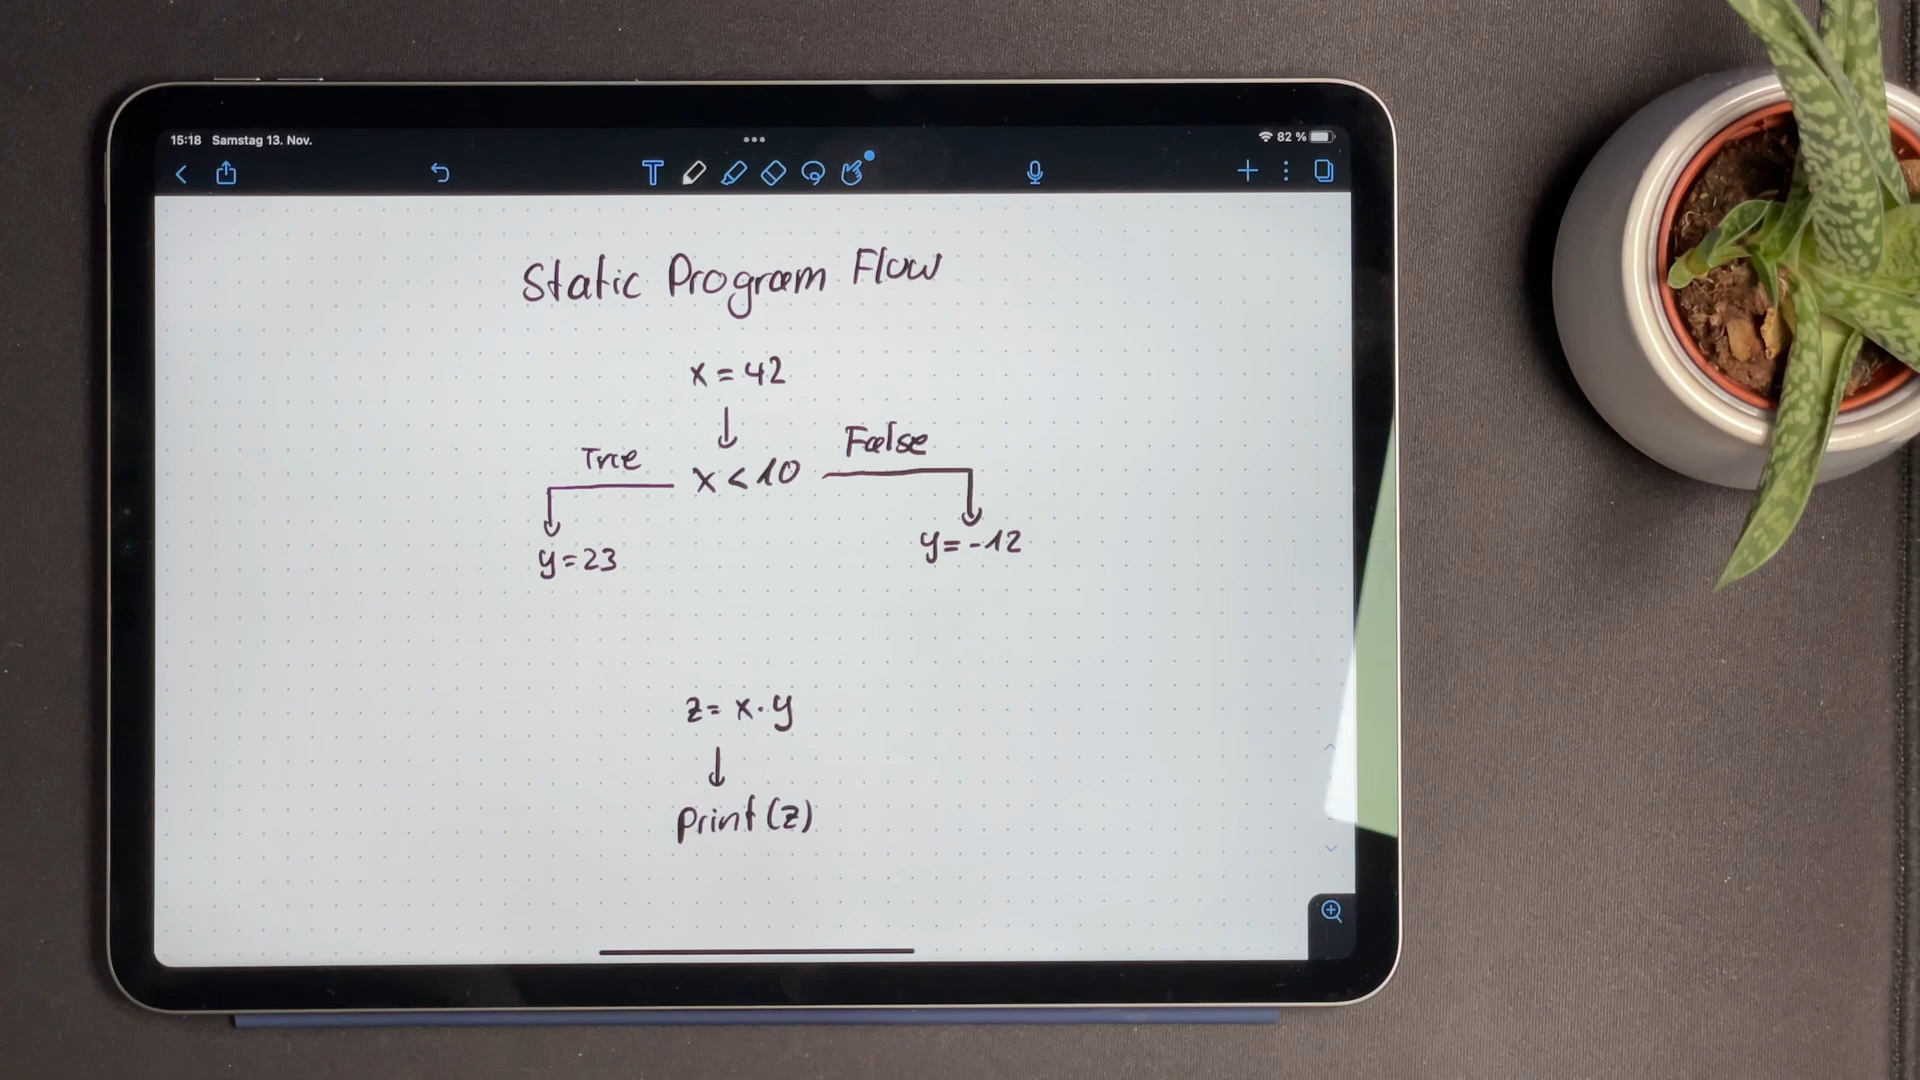 15:18 Samstag 13. Nov.
82 %
Static Program Flow
x = 42
True
x < 10
False
y = 23
y = -12
z = x · y
print(z)